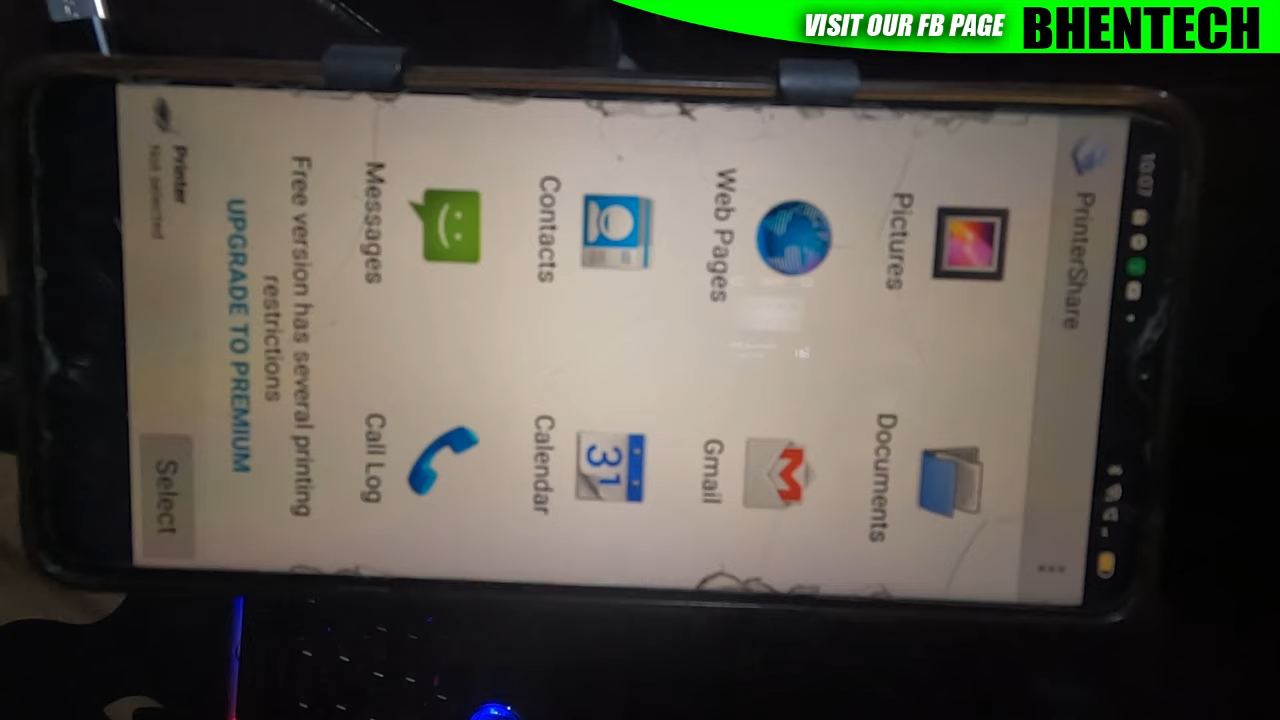 VISIT OUR FB PAGE BHENTECH
10:07
PrinterShare
Pictures Documents
Web Pages Gmail
31
Contacts Calendar
Messages Call Log
Free version has several printing
restrictions
UPGRADE TO PREMIUM
Printer
Not selected
Select